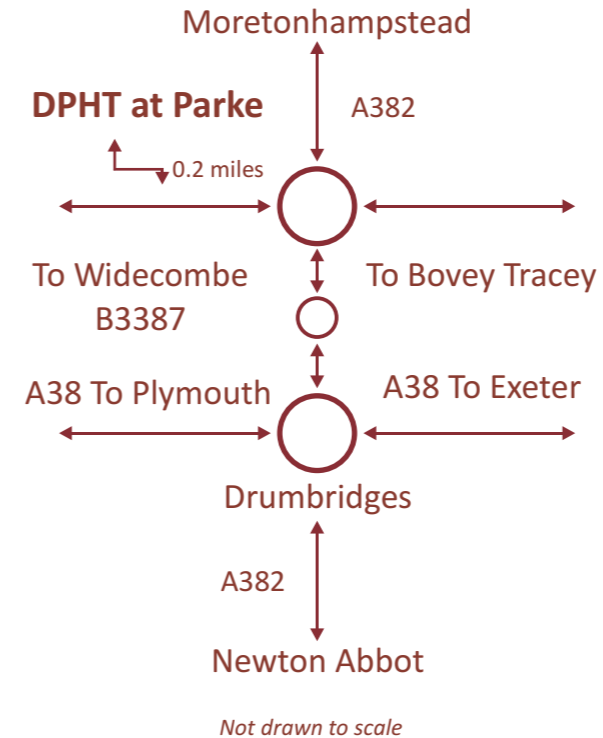 Moretonhampstead
DPHT at Parke
A382
0.2 miles
To Widecombe
B3387
To Bovey Tracey
A38 To Plymouth
A38 To Exeter
Drumbridges
A382
Newton Abbot
Not drawn to scale